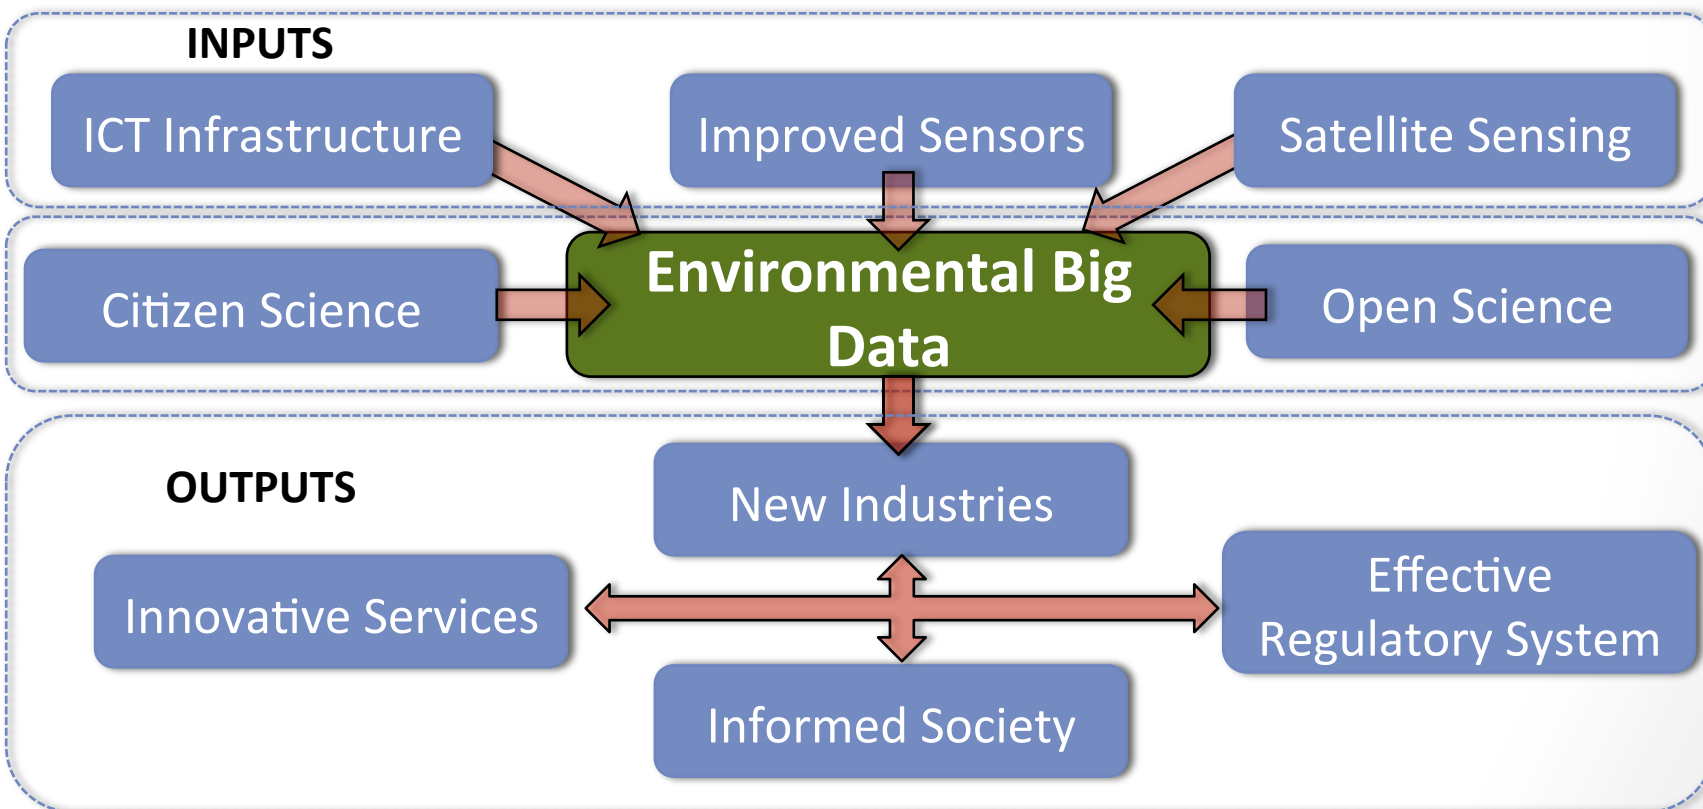 INPUTS
ICT Infrastructure
Improved Sensors
Satellite Sensing
Citizen Science
Environmental Big
Data
Open Science
OUTPUTS
New Industries
Innovative Services
Effective
Regulatory System
Informed Society